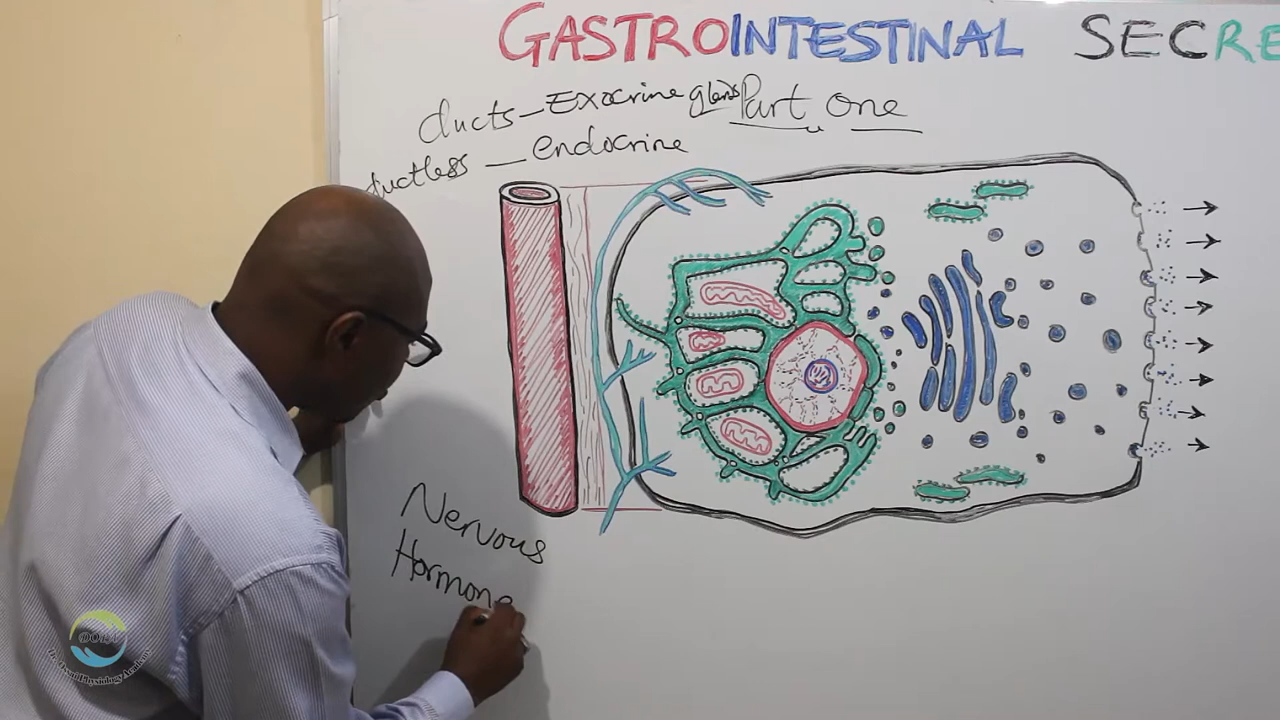 GASTROINTESTINAL SECRE
ducts – Exocrine glands
Part One
ductless – endocrine
Nervous
Hormone